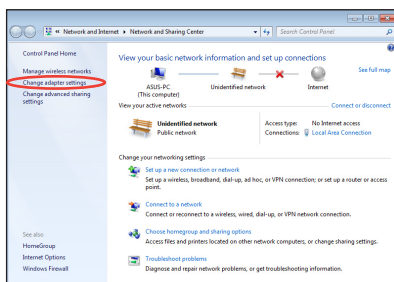 « Network and Internet ▸ Network and Sharing Center
Search Control Panel
Control Panel Home
Manage wireless networks
Change adapter settings
Change advanced sharing
settings
See also
HomeGroup
Internet Options
Windows Firewall
View your basic network information and set up connections
See full map
ASUS-PC
(This computer)
Unidentified network
Internet
View your active networks
Connect or disconnect
Unidentified network
Public network
Access type: No Internet access
Connections: Local Area Connection
Change your networking settings
Set up a new connection or network
Set up a wireless, broadband, dial-up, ad hoc, or VPN connection; or set up a router or access
point.
Connect to a network
Connect or reconnect to a wireless, wired, dial-up, or VPN network connection.
Choose homegroup and sharing options
Access files and printers located on other network computers, or change sharing settings.
Troubleshoot problems
Diagnose and repair network problems, or get troubleshooting information.